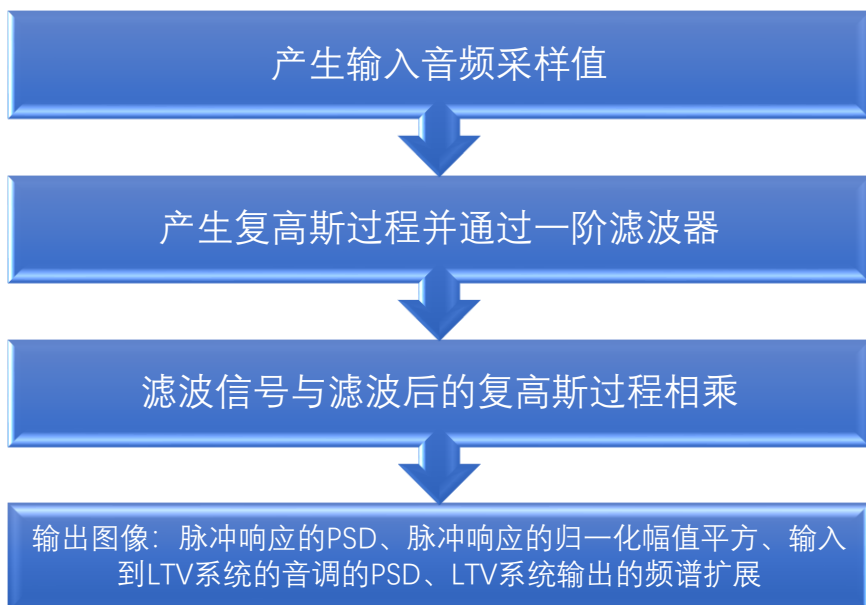 产生输入音频采样值
产生复高斯过程并通过一阶滤波器
滤波信号与滤波后的复高斯过程相乘
输出图像：脉冲响应的PSD、脉冲响应的归一化幅值平方、输入
到LTV系统的音调的PSD、LTV系统输出的频谱扩展